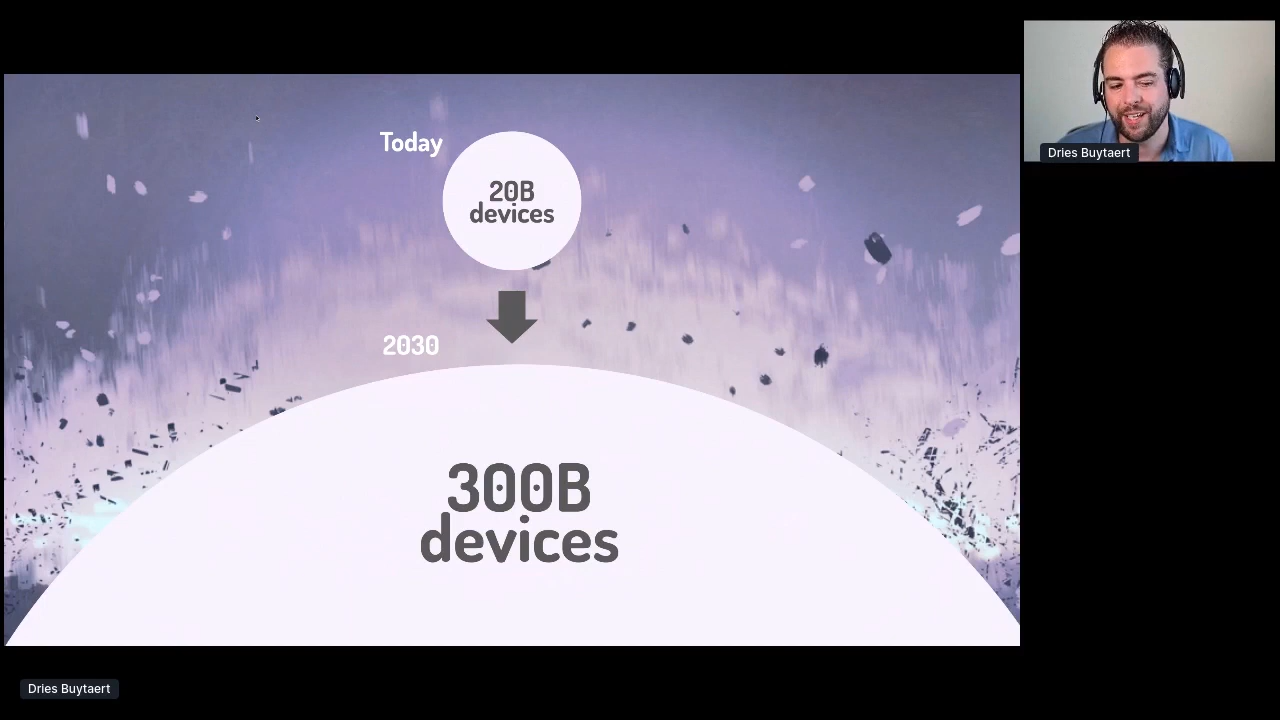 Today
20B
devices
2030
300B
devices
Dries Buytaert
Dries Buytaert